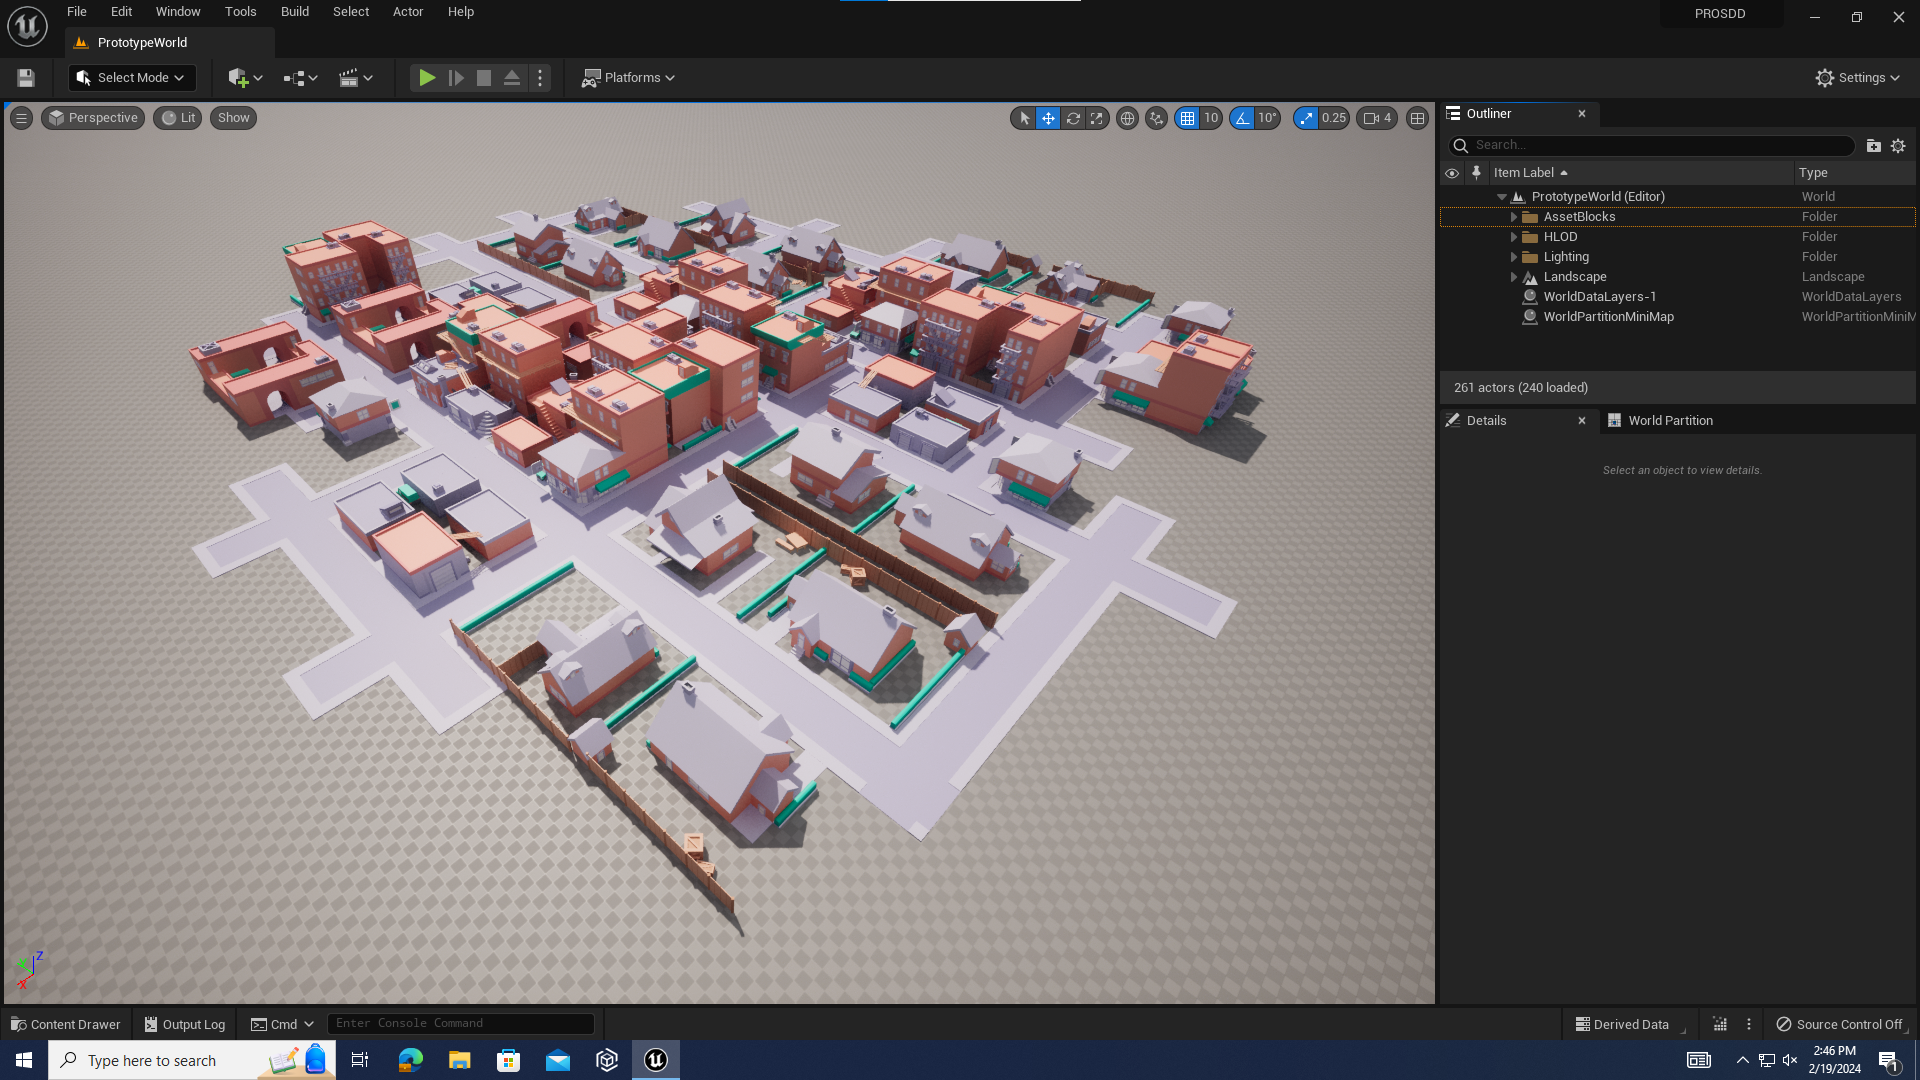 File Edit Window Tools Build Select Actor Help
PROSDD
PrototypeWorld
Select Mode
Platforms
Settings
Perspective Lit Show
10 10° 0.25 4
Outliner
Search...
Item Label Type
PrototypeWorld (Editor) World
AssetBlocks Folder
HLOD Folder
Lighting Folder
Landscape Landscape
WorldDataLayers-1 WorldDataLayers
WorldPartitionMiniMap WorldPartitionMiniM
261 actors (240 loaded)
Details World Partition
Select an object to view details.
Z
Y
X
Content Drawer Output Log Cmd Enter Console Command Derived Data Source Control Off
Type here to search
2:46 PM
2/19/2024
1